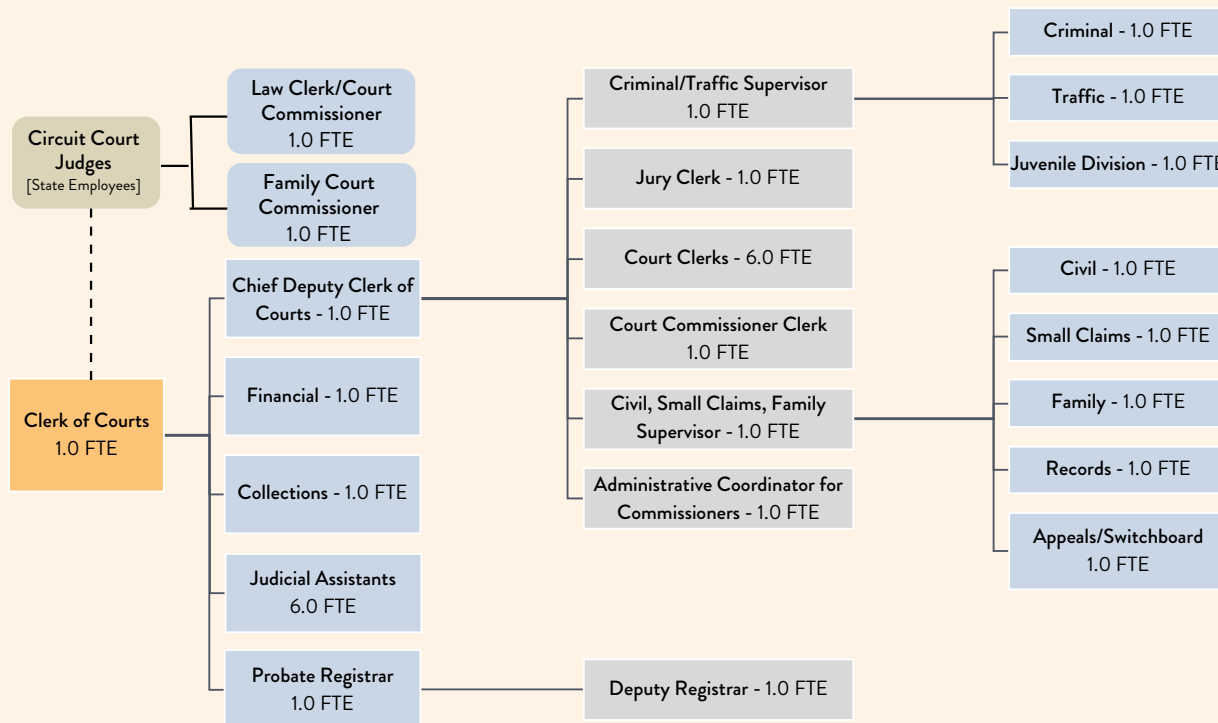 Circuit Court
Judges
[State Employees]
Law Clerk/Court
Commissioner
1.0 FTE
Family Court
Commissioner
1.0 FTE
Clerk of Courts
1.0 FTE
Chief Deputy Clerk of
Courts - 1.0 FTE
Financial - 1.0 FTE
Collections - 1.0 FTE
Judicial Assistants
6.0 FTE
Probate Registrar
1.0 FTE
Criminal/Traffic Supervisor
1.0 FTE
Jury Clerk - 1.0 FTE
Court Clerks - 6.0 FTE
Court Commissioner Clerk
1.0 FTE
Civil, Small Claims, Family
Supervisor - 1.0 FTE
Administrative Coordinator for
Commissioners - 1.0 FTE
Deputy Registrar - 1.0 FTE
Criminal - 1.0 FTE
Traffic - 1.0 FTE
Juvenile Division - 1.0 FTE
Civil - 1.0 FTE
Small Claims - 1.0 FTE
Family - 1.0 FTE
Records - 1.0 FTE
Appeals/Switchboard
1.0 FTE